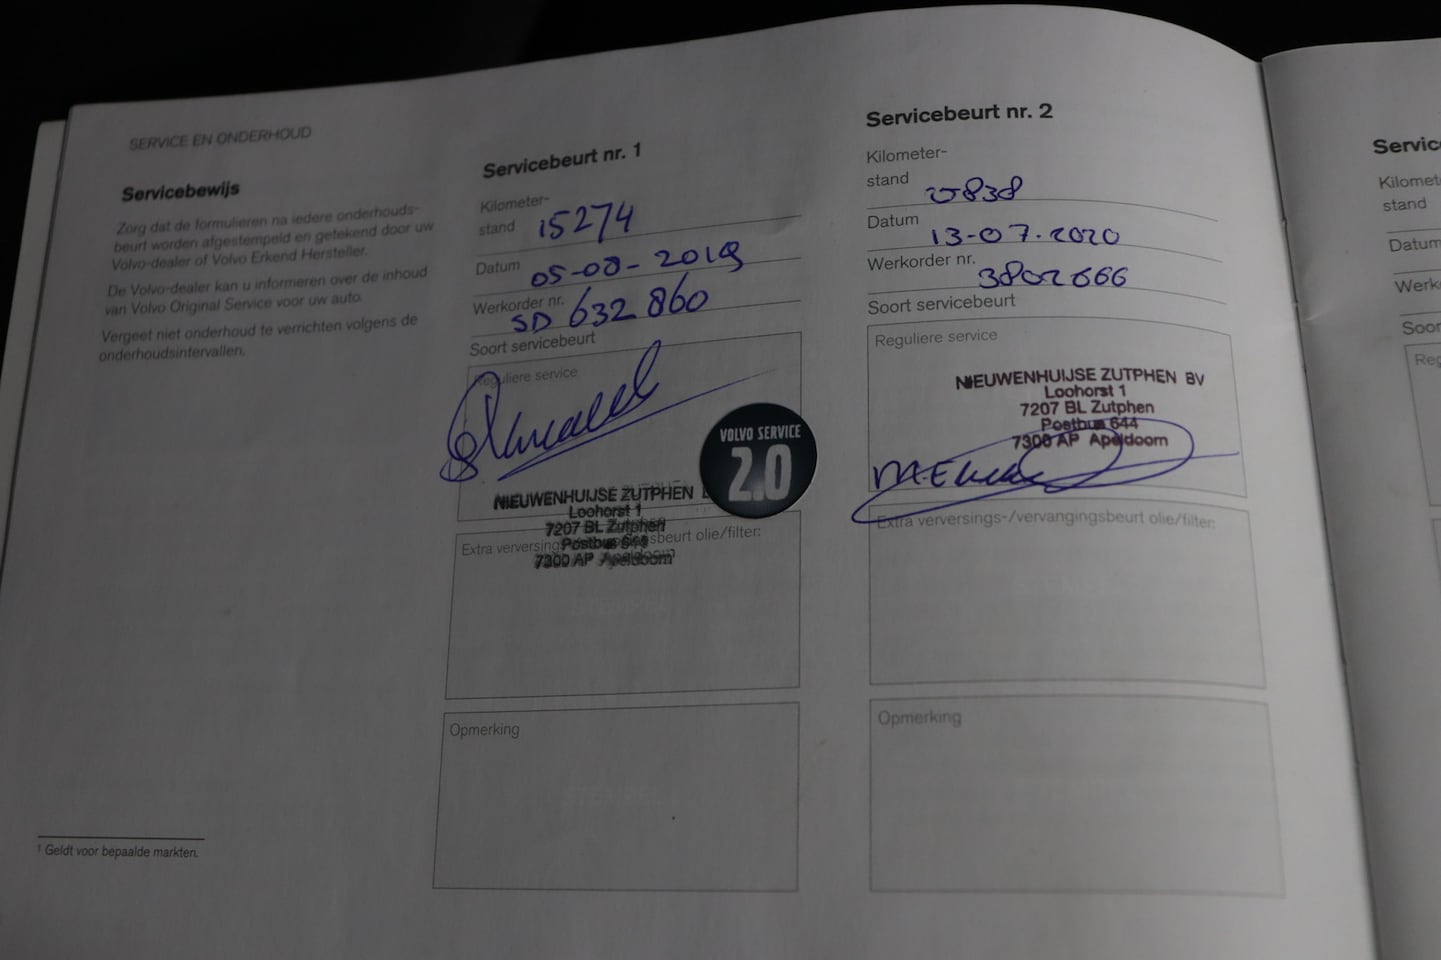 SERVICE EN ONDERHOUD
Servicebewijs
Zorg dat de formulieren na iedere onderhouds-
beurt worden afgestempeld en getekend door uw
Volvo-dealer of Volvo Erkend Hersteller.
De Volvo-dealer kan u informeren over de inhoud
van Volvo Original Service voor uw auto.
Vergeet niet onderhoud te verrichten volgens de
onderhoudsintervallen.
1 Geldt voor bepaalde markten.
Servicebeurt nr. 1
Kilometer-
stand 15274
Datum 05-08-2019
Werkorder nr. SD 632860
Soort servicebeurt
Reguliere service
VOLVO SERVICE
2.0
NIEUWENHUIJSE ZUTPHEN
Loohorst 1
7207 BL Zutphen
Postbus 644
7300 AP Apeldoorn
Extra verversings beurt olie/filter:
Opmerking
Servicebeurt nr. 2
Kilometer-
stand
Datum 13-07-2020
Werkorder nr. 3802666
Soort servicebeurt
Reguliere service
NIEUWENHUIJSE ZUTPHEN BV
Loohorst 1
7207 BL Zutphen
Postbus 644
7300 AP Apeldoorn
Extra verversings-/vervangingsbeurt olie/filter:
Opmerking
Servic
Kilomet
stand
Datum
Werk
Soor
Reg